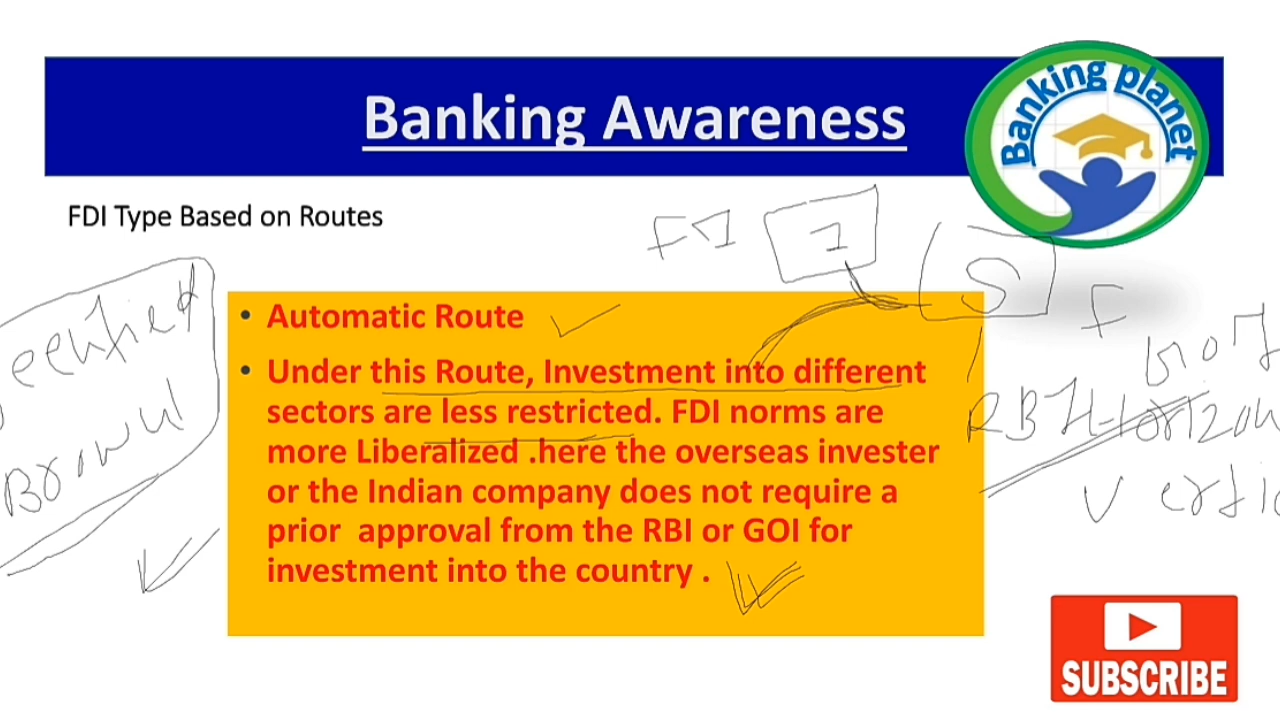 Banking Awareness
Banking planet
FDI Type Based on Routes
• Automatic Route
• Under this Route, Investment into different
sectors are less restricted. FDI norms are
more Liberalized .here the overseas invester
or the Indian company does not require a
prior approval from the RBI or GOI for
investment into the country .
RBI
SUBSCRIBE